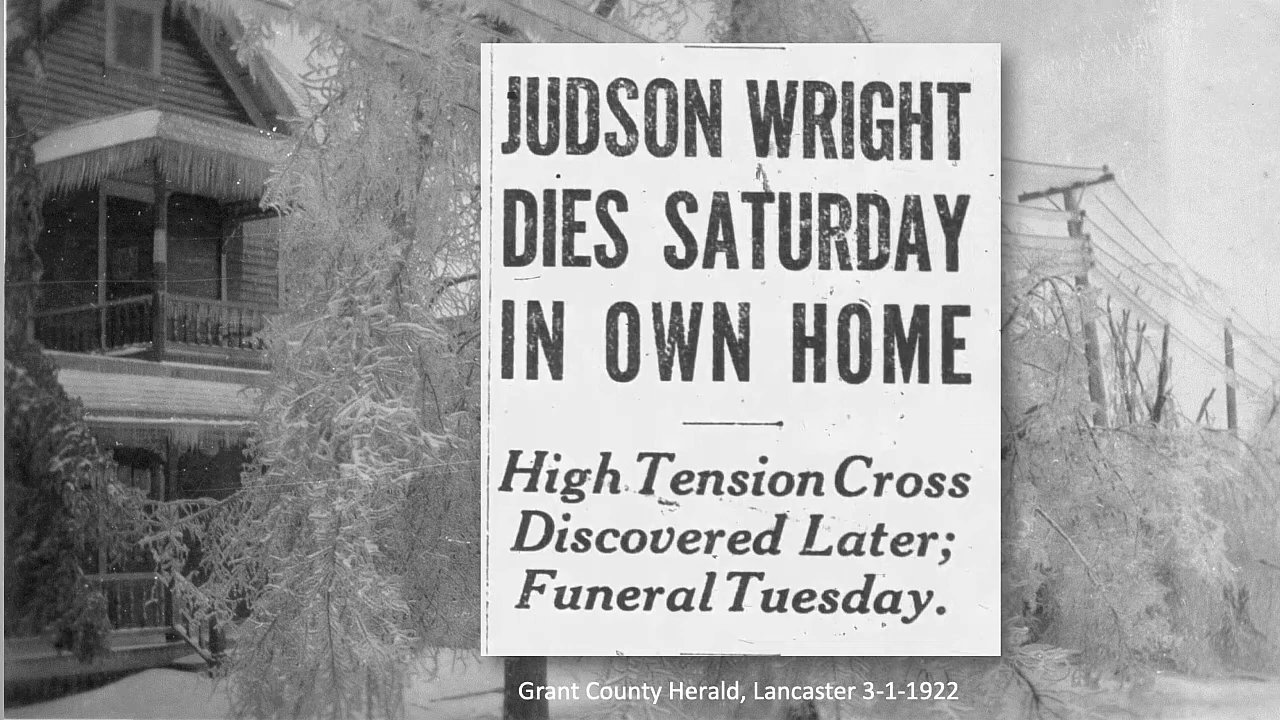 JUDSON WRIGHT
DIES SATURDAY
IN OWN HOME
High Tension Cross
Discovered Later;
Funeral Tuesday.
Grant County Herald, Lancaster 3-1-1922